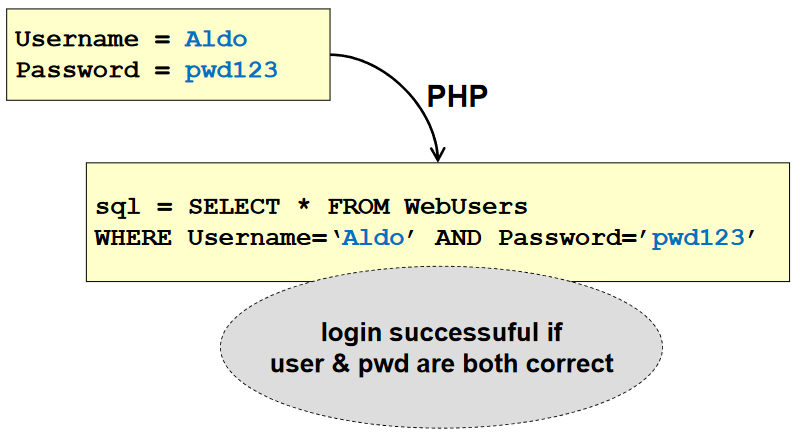 Username = Aldo
Password = pwd123
PHP
sql = SELECT * FROM WebUsers
WHERE Username=‘Aldo’ AND Password=’pwd123’
login successuful if
user & pwd are both correct